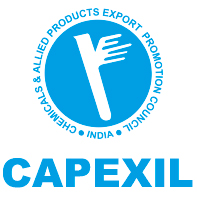 CHEMICALS & ALLIED PRODUCTS EXPORT PROMOTION COUNCIL
• INDIA •
CAPEXIL